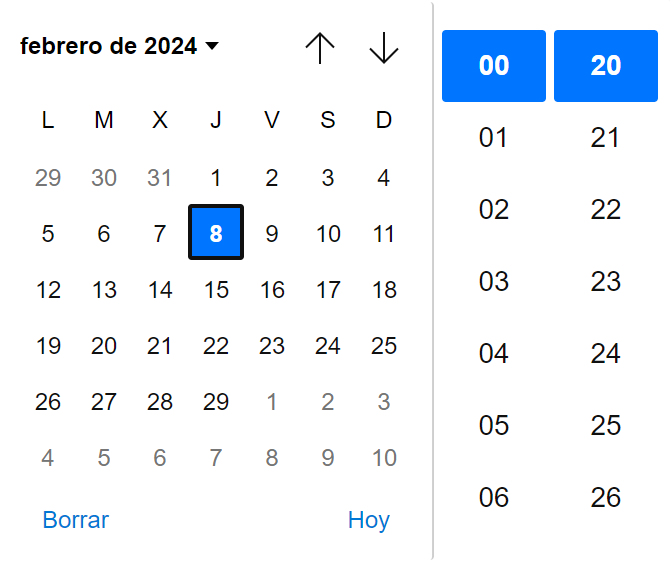 febrero de 2024
L M X J V S D
29 30 31 1 2 3 4
5 6 7 8 9 10 11
12 13 14 15 16 17 18
19 20 21 22 23 24 25
26 27 28 29 1 2 3
4 5 6 7 8 9 10
Borrar Hoy
00 20
01 21
02 22
03 23
04 24
05 25
06 26